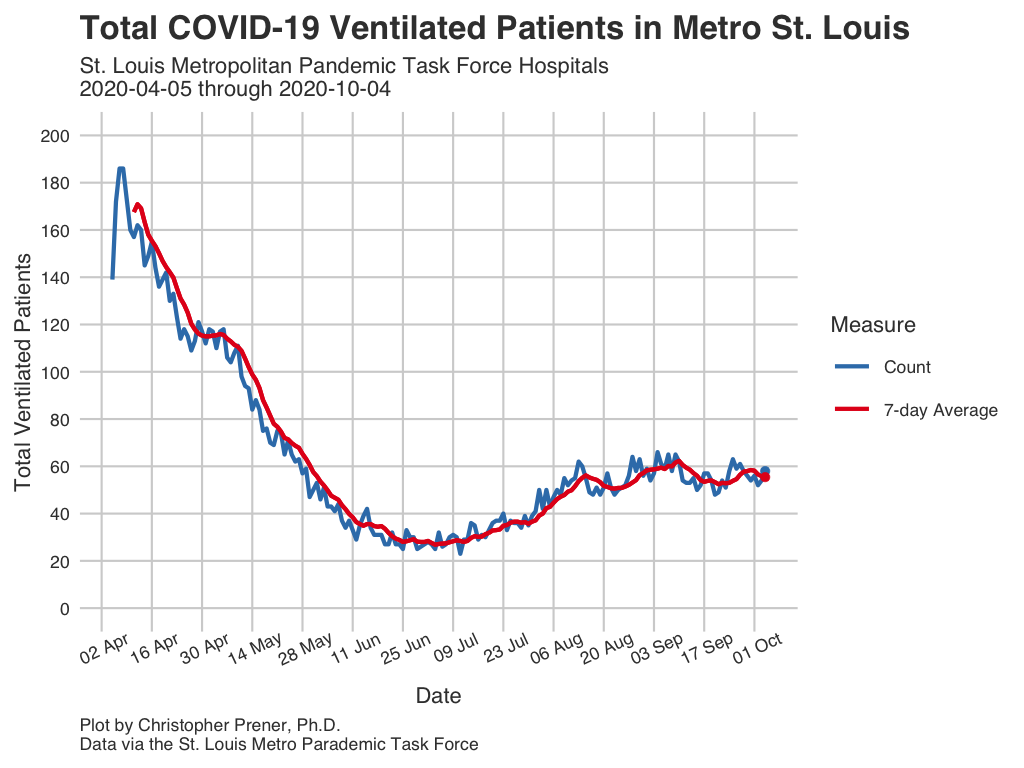 Total COVID-19 Ventilated Patients in Metro St. Louis
St. Louis Metropolitan Pandemic Task Force Hospitals
2020-04-05 through 2020-10-04
Total Ventilated Patients
200
180
160
140
120
100
80
60
40
20
0
02 Apr
16 Apr
30 Apr
14 May
28 May
11 Jun
25 Jun
09 Jul
23 Jul
06 Aug
20 Aug
03 Sep
17 Sep
01 Oct
Date
Measure
Count
7-day Average
Plot by Christopher Prener, Ph.D.
Data via the St. Louis Metro Parademic Task Force